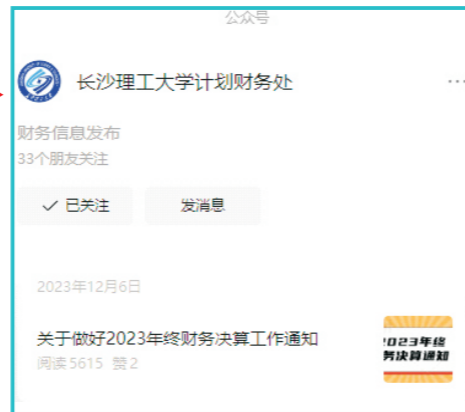 公众号
长沙理工大学计划财务处
财务信息发布
33个朋友关注
已关注
发消息
2023年12月6日
关于做好2023年终财务决算工作通知
阅读5615 赞2
2023年终
务决算通知